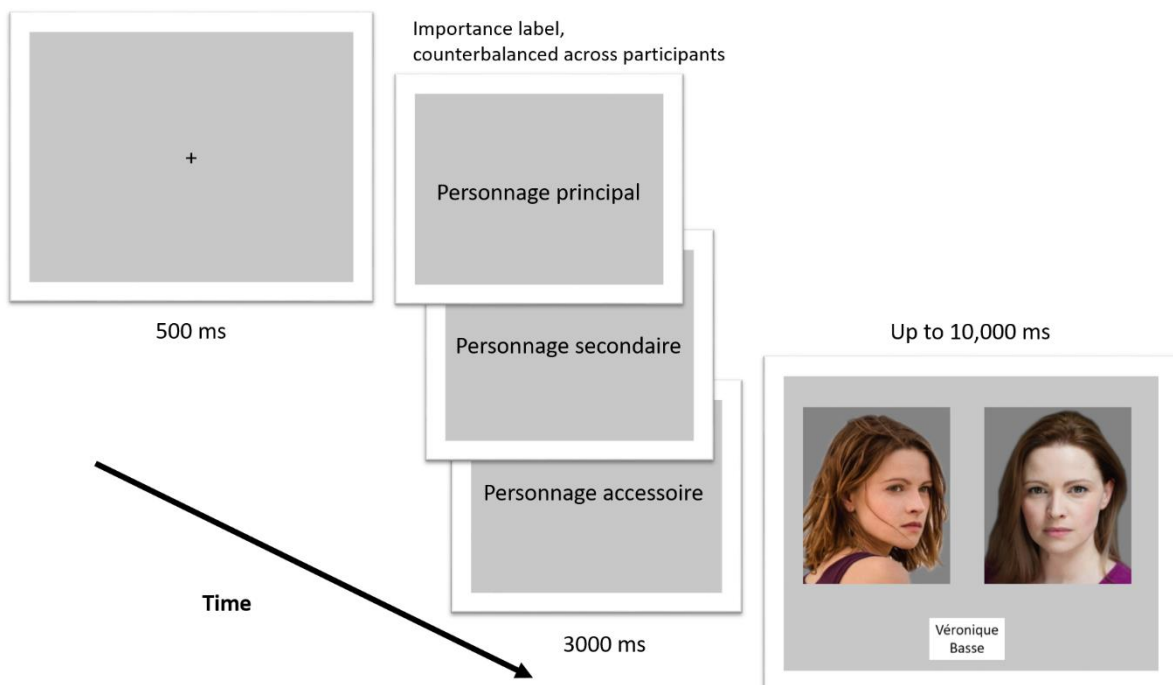 Importance label,
counterbalanced across participants
+
Personnage principal
500 ms
Personnage secondaire
Up to 10,000 ms
Personnage accessoire
Time
3000 ms
Véronique
Basse